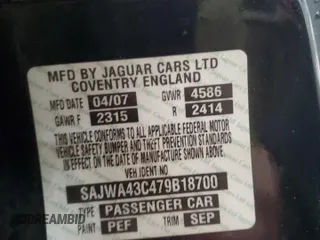 MFD BY JAGUAR CARS LTD
COVENTRY ENGLAND
MFD DATE 04/07 GVWR 4586
GAWR F 2315 R 2414
THIS VEHICLE CONFORMS TO ALL APPLICABLE FEDERAL MOTOR
VEHICLE SAFETY, BUMPER AND THEFT PREVENTION STANDARDS
IN EFFECT ON THE DATE OF MANUFACTURE SHOWN ABOVE.
VEH IDENT NO
SAJWA43C479B18700
TYPE PASSENGER CAR
PAINT PEF TRIM SEP
DREAMBID